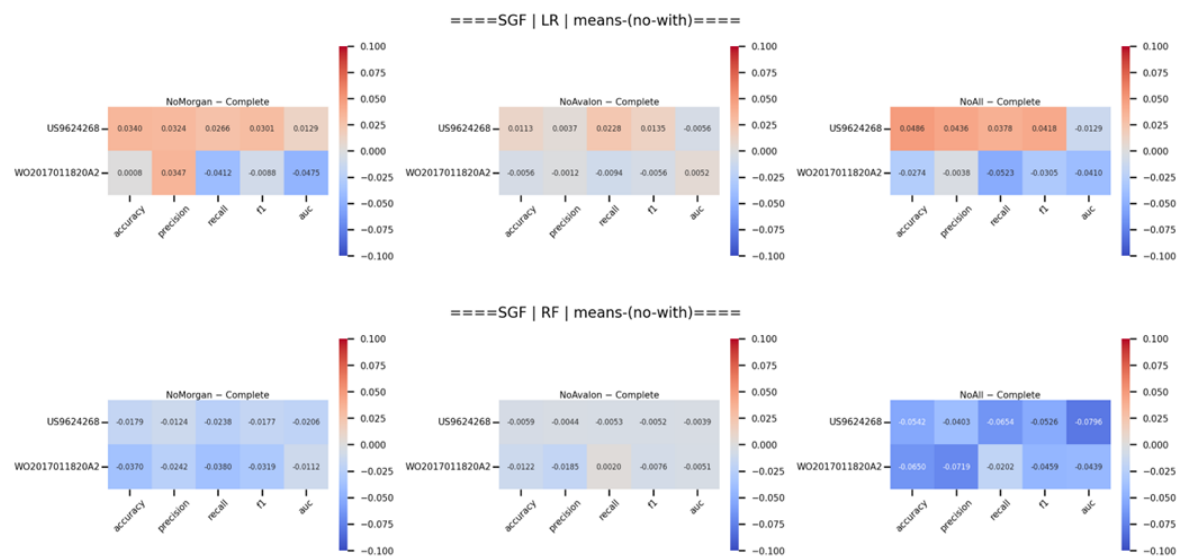 ====SGF | LR | means-(no-with)====
NoMorgan − Complete
US9624268
0.0340 0.0324 0.0266 0.0301 0.0129
WO2017011820A2
0.0008 0.0347 -0.0412 -0.0088 -0.0475
accuracy precision recall f1 auc
0.100
0.075
0.050
0.025
0.000
−0.025
−0.050
−0.075
−0.100
NoAvalon − Complete
US9624268
0.0113 0.0037 0.0228 0.0135 -0.0056
WO2017011820A2
-0.0056 -0.0012 -0.0094 -0.0056 0.0052
accuracy precision recall f1 auc
0.100
0.075
0.050
0.025
0.000
−0.025
−0.050
−0.075
−0.100
NoAll − Complete
US9624268
0.0486 0.0436 0.0378 0.0418 -0.0129
WO2017011820A2
-0.0274 -0.0038 -0.0523 -0.0305 -0.0410
accuracy precision recall f1 auc
0.100
0.075
0.050
0.025
0.000
−0.025
−0.050
−0.075
−0.100
====SGF | RF | means-(no-with)====
NoMorgan − Complete
US9624268
-0.0179 -0.0124 -0.0238 -0.0177 -0.0206
WO2017011820A2
-0.0370 -0.0242 -0.0380 -0.0319 -0.0112
accuracy precision recall f1 auc
0.100
0.075
0.050
0.025
0.000
−0.025
−0.050
−0.075
−0.100
NoAvalon − Complete
US9624268
-0.0059 -0.0044 -0.0053 -0.0052 -0.0039
WO2017011820A2
-0.0122 -0.0185 0.0020 -0.0076 -0.0051
accuracy precision recall f1 auc
0.100
0.075
0.050
0.025
0.000
−0.025
−0.050
−0.075
−0.100
NoAll − Complete
US9624268
-0.0542 -0.0403 -0.0654 -0.0526 -0.0796
WO2017011820A2
-0.0650 -0.0719 -0.0202 -0.0459 -0.0439
accuracy precision recall f1 auc
0.100
0.075
0.050
0.025
0.000
−0.025
−0.050
−0.075
−0.100